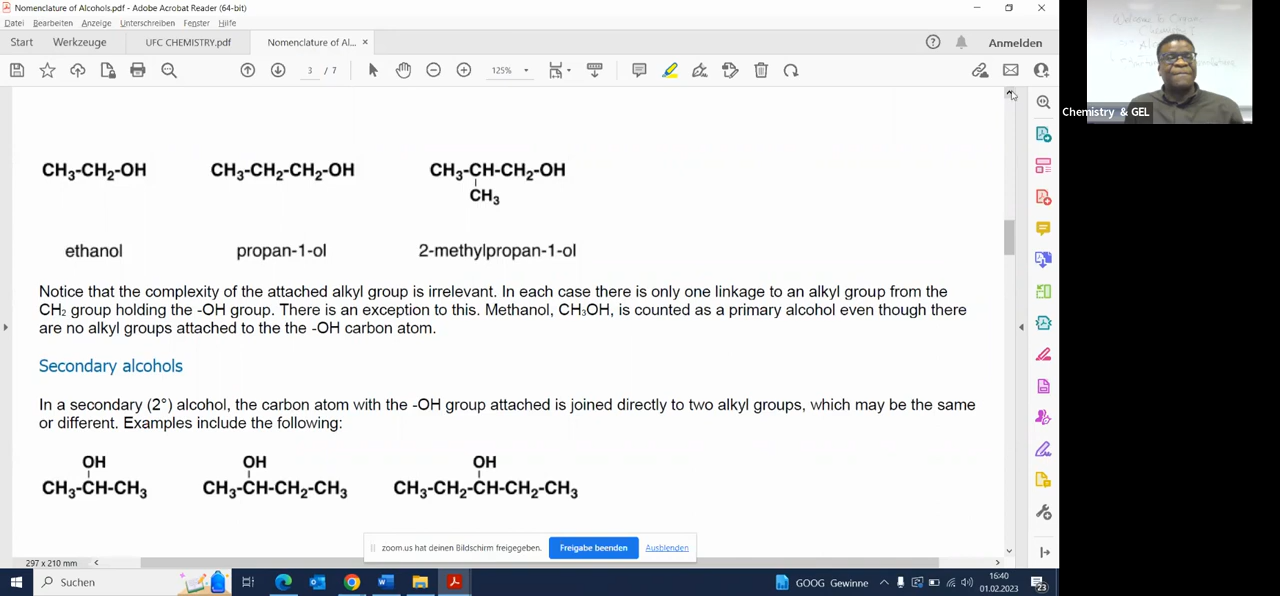 Nomenclature of Alcohols.pdf - Adobe Acrobat Reader (64-bit)
Datei Bearbeiten Anzeige Unterschreiben Fenster Hilfe
Start Werkzeuge UFC CHEMISTRY.pdf Nomenclature of Al... × Anmelden
3 / 7 125%
Chemistry & GEL
CH₃-CH₂-OH CH₃-CH₂-CH₂-OH CH₃-CH-CH₂-OH
CH₃
ethanol propan-1-ol 2-methylpropan-1-ol
Notice that the complexity of the attached alkyl group is irrelevant. In each case there is only one linkage to an alkyl group from the
CH₂ group holding the -OH group. There is an exception to this. Methanol, CH₃OH, is counted as a primary alcohol even though there
are no alkyl groups attached to the the -OH carbon atom.
Secondary alcohols
In a secondary (2°) alcohol, the carbon atom with the -OH group attached is joined directly to two alkyl groups, which may be the same
or different. Examples include the following:
OH OH OH
CH₃-CH-CH₃ CH₃-CH-CH₂-CH₃ CH₃-CH₂-CH-CH₂-CH₃
zoom.us hat deinen Bildschirm freigegeben. Freigabe beenden Ausblenden
297 x 210 mm
Suchen GOOG Gewinne 16:40
01.02.2023 23